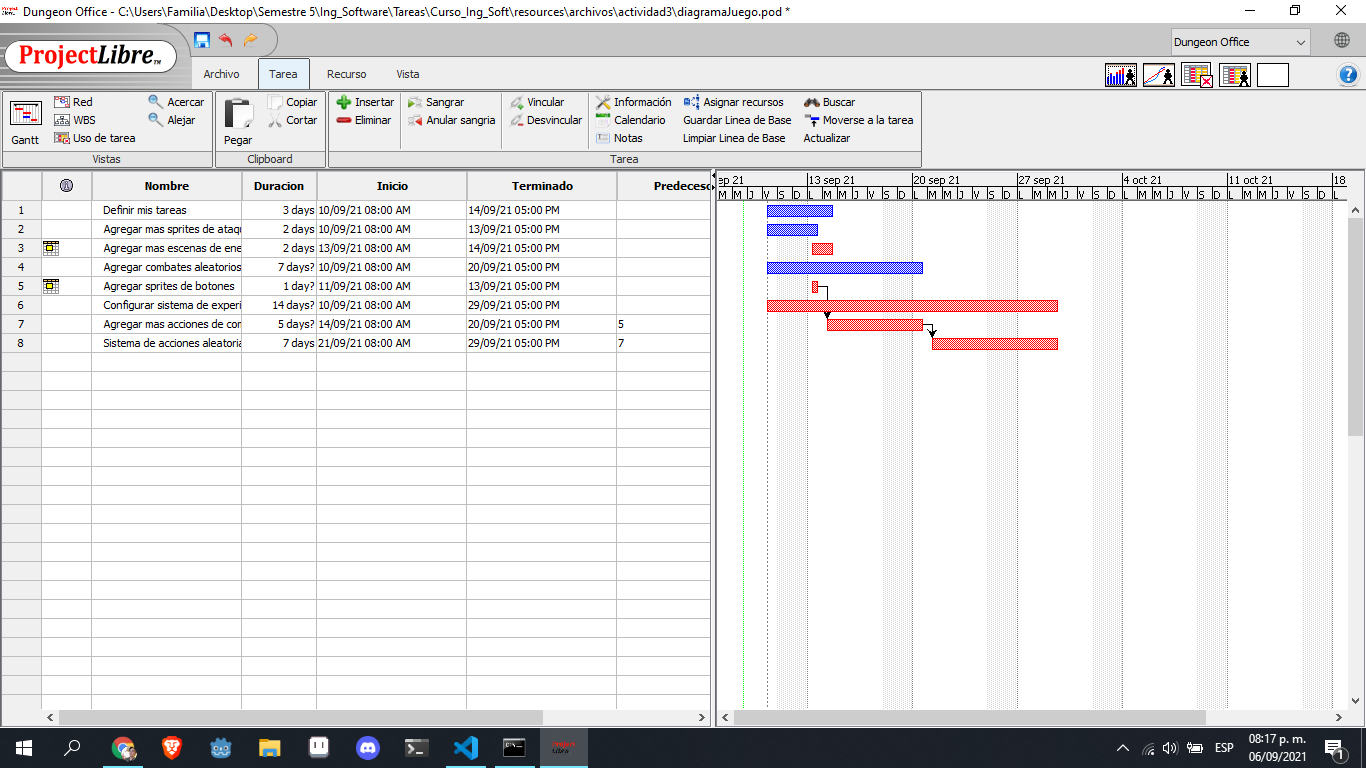 Dungeon Office - C:\Users\Familia\Desktop\Semestre 5\Ing_Software\Tareas\Curso_Ing_Soft\resources\archivos\actividad3\diagramaJuego.pod *
ProjectLibre™
Dungeon Office
Archivo Tarea Recurso Vista
Gantt
Red
WBS
Uso de tarea
Acercar
Alejar
Vistas
Pegar
Copiar
Cortar
Clipboard
Insertar
Eliminar
Sangrar
Anular sangria
Vincular
Desvincular
Información
Calendario
Notas
Asignar recursos
Guardar Linea de Base
Limpiar Linea de Base
Buscar
Moverse a la tarea
Actualizar
Tarea
Nombre Duracion Inicio Terminado Predeceso
1 Definir mis tareas 3 days 10/09/21 08:00 AM 14/09/21 05:00 PM
2 Agregar mas sprites de ataq 2 days 10/09/21 08:00 AM 13/09/21 05:00 PM
3 Agregar mas escenas de ene 2 days 13/09/21 08:00 AM 14/09/21 05:00 PM
4 Agregar combates aleatorios 7 days? 10/09/21 08:00 AM 20/09/21 05:00 PM
5 Agregar sprites de botones 1 day? 11/09/21 08:00 AM 13/09/21 05:00 PM
6 Configurar sistema de experi 14 days? 10/09/21 08:00 AM 29/09/21 05:00 PM
7 Agregar mas acciones de com 5 days? 14/09/21 08:00 AM 20/09/21 05:00 PM 5
8 Sistema de acciones aleatoria 7 days 21/09/21 08:00 AM 29/09/21 05:00 PM 7
ep 21 13 sep 21 20 sep 21 27 sep 21 4 oct 21 11 oct 21 18
M M J V S D L M M J V S D L M M J V S D L M M J V S D L M M J V S D L M M J V S D L
ESP
08:17 p. m.
06/09/2021
1